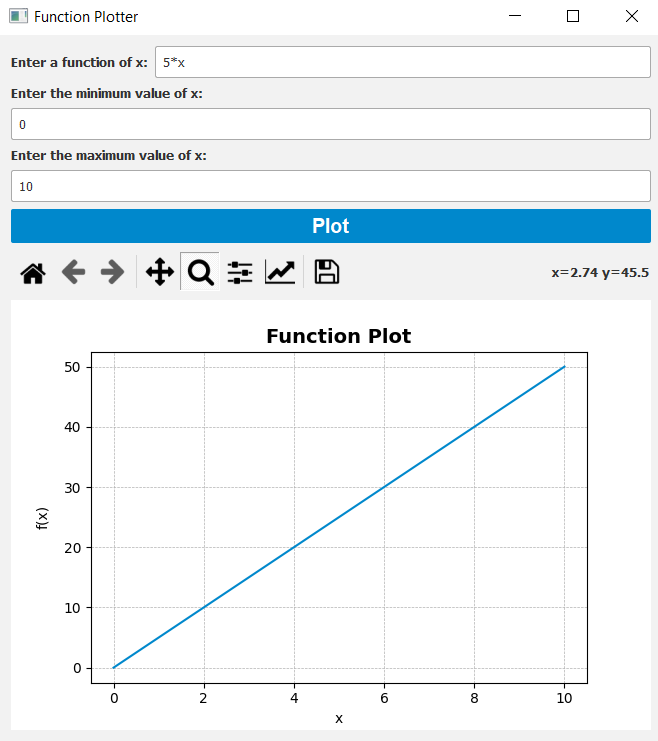 Function Plotter
Enter a function of x: 5*x
Enter the minimum value of x:
0
Enter the maximum value of x:
10
Plot
x=2.74 y=45.5
Function Plot
50
40
30
20
10
0
f(x)
0 2 4 6 8 10
x